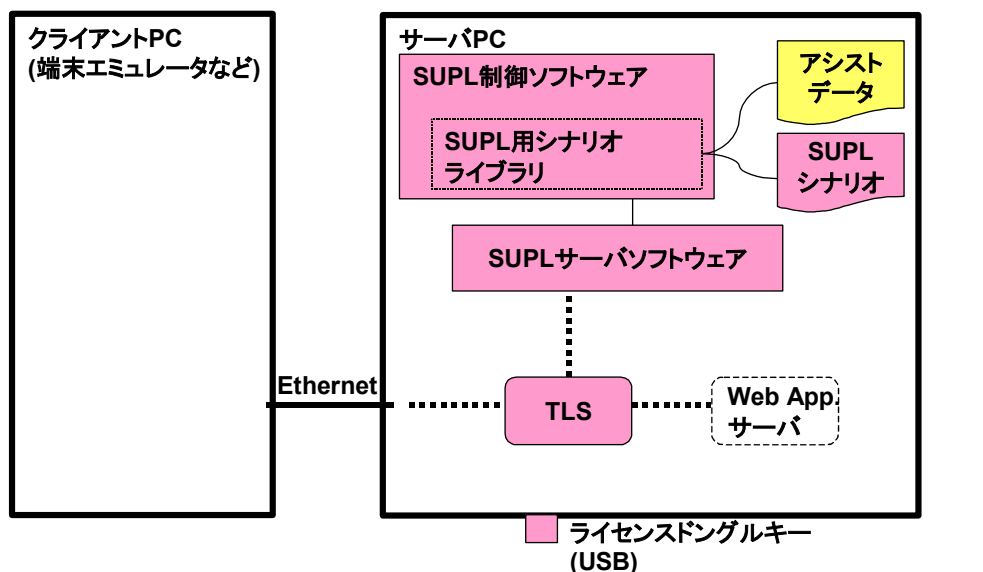 クライアントPC
(端末エミュレータなど)
サーバPC
SUPL制御ソフトウェア
SUPL用シナリオ
ライブラリ
アシスト
データ
SUPL
シナリオ
SUPLサーバソフトウェア
Ethernet
TLS
Web App.
サーバ
ライセンスドングルキー
(USB)